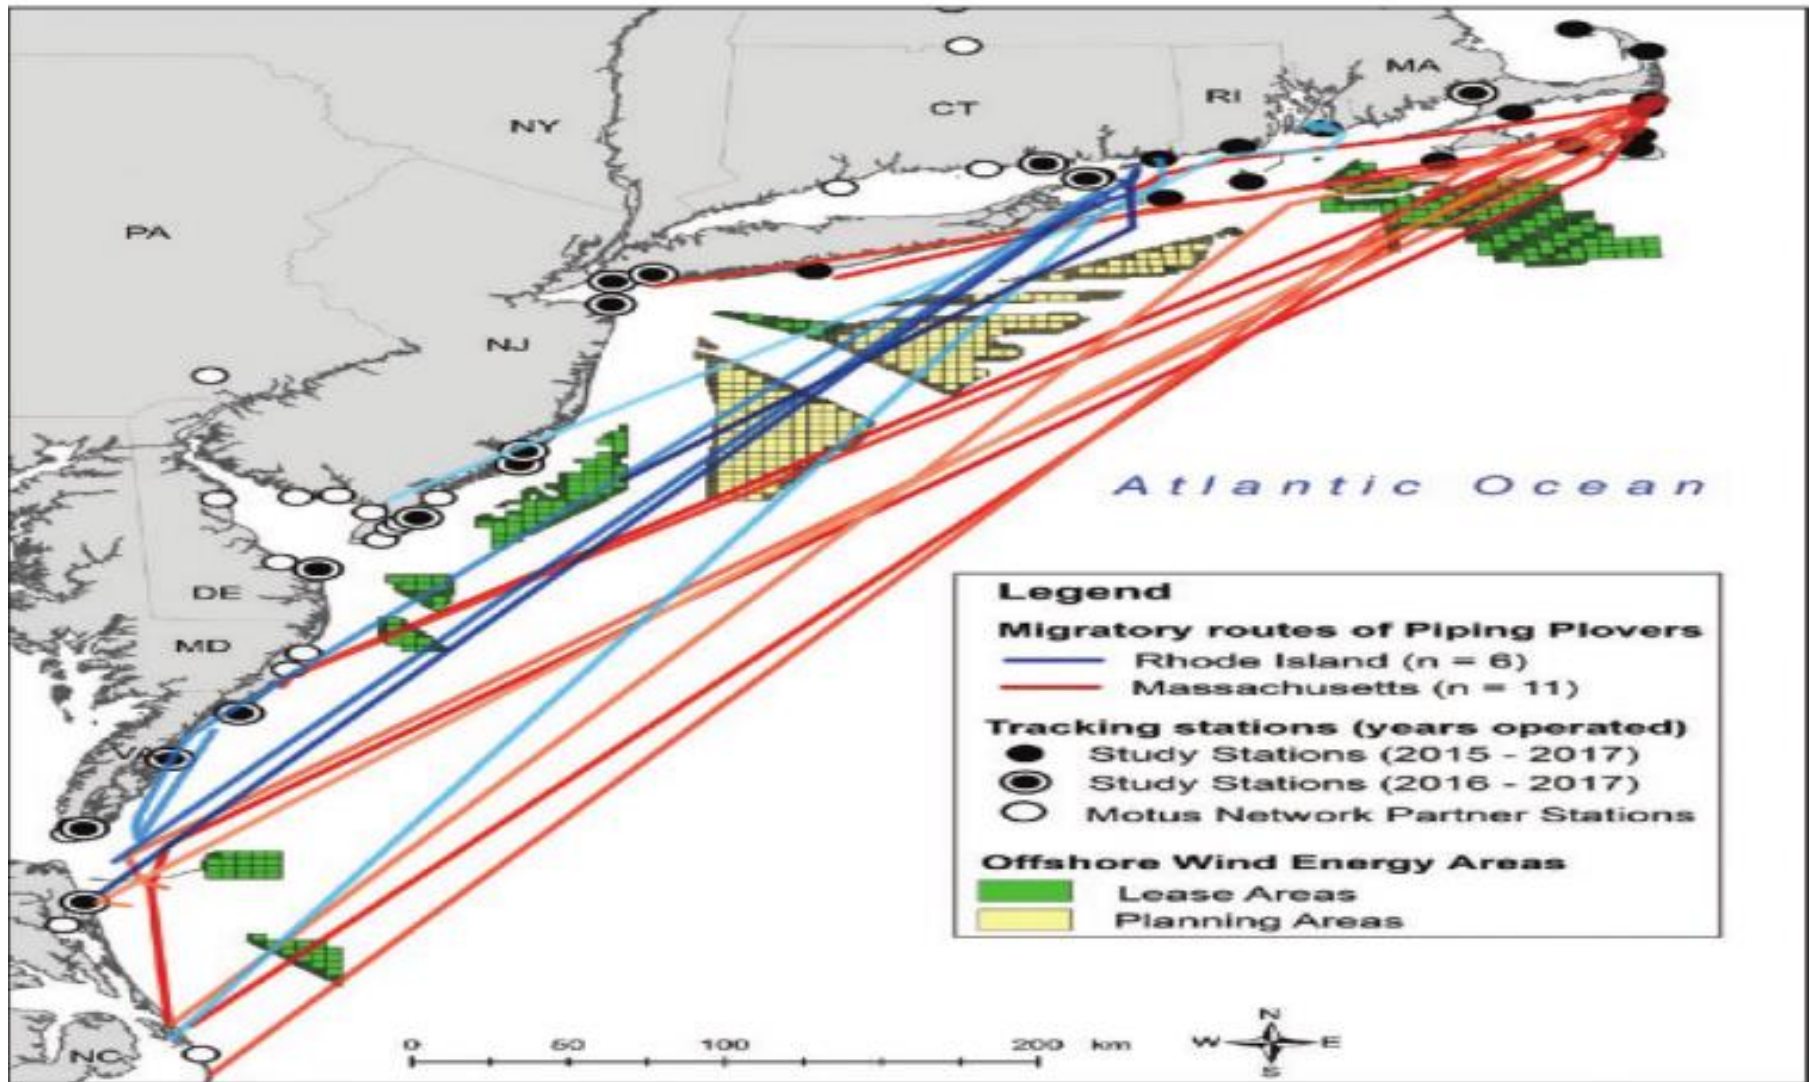 MA
CT
RI
NY
PA
NJ
Atlantic Ocean
DE
MD
VA
NC
Legend
Migratory routes of Piping Plovers
Rhode Island (n = 6)
Massachusetts (n = 11)
Tracking stations (years operated)
Study Stations (2015 - 2017)
Study Stations (2016 - 2017)
Motus Network Partner Stations
Offshore Wind Energy Areas
Lease Areas
Planning Areas
0 50 100 200 km
N
W E
S